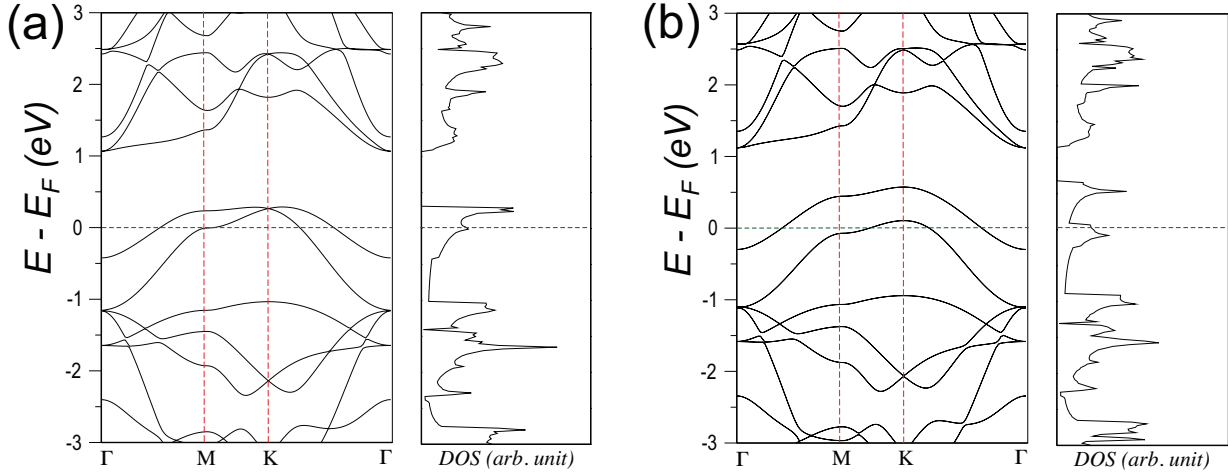 (a)
E - E_F (eV)
3
2
1
0
-1
-2
-3
Γ M K Γ
DOS (arb. unit)
(b)
E - E_F (eV)
3
2
1
0
-1
-2
-3
Γ M K Γ
DOS (arb. unit)